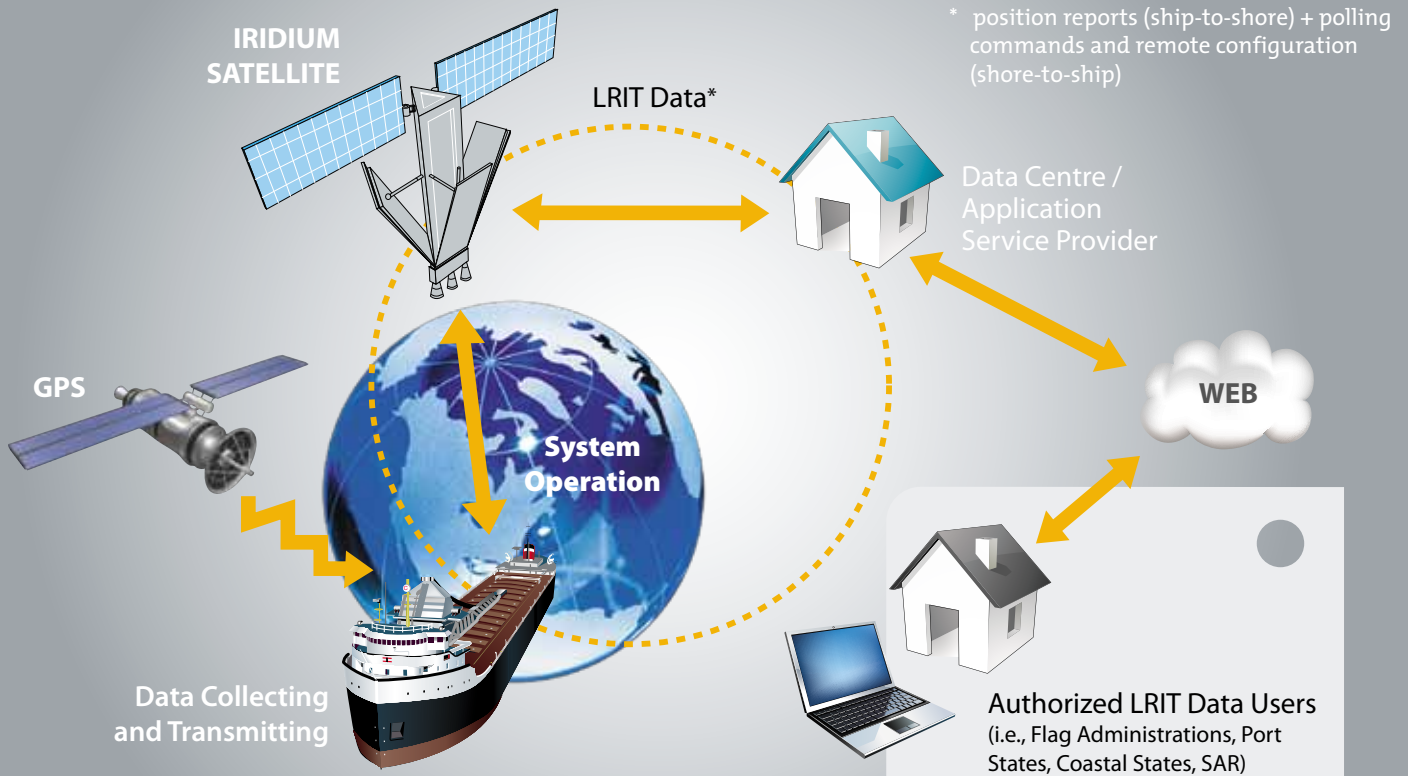 IRIDIUM
SATELLITE
LRIT Data*
* position reports (ship-to-shore) + polling
commands and remote configuration
(shore-to-ship)
Data Centre /
Application
Service Provider
GPS
WEB
System
Operation
Data Collecting
and Transmitting
Authorized LRIT Data Users
(i.e., Flag Administrations, Port
States, Coastal States, SAR)